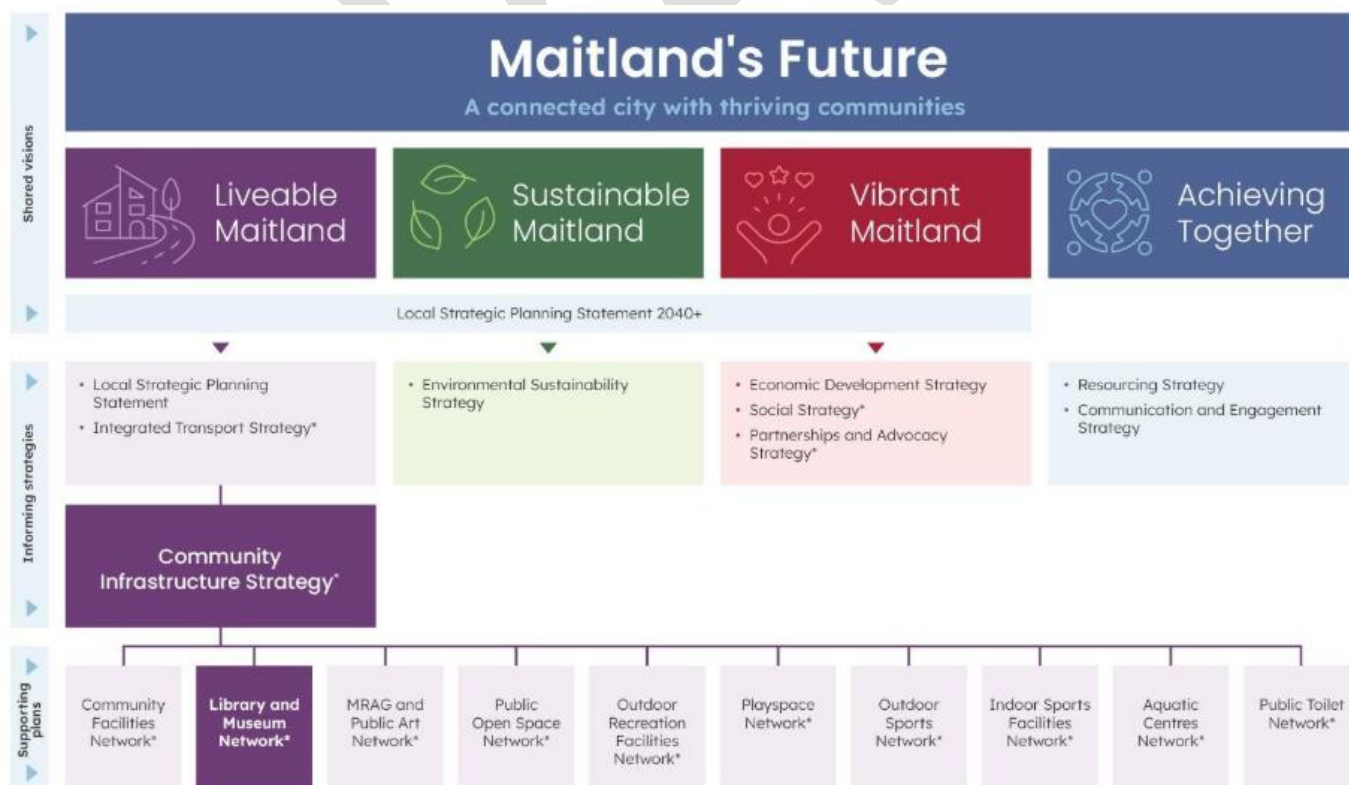 Maitland's Future
A connected city with thriving communities
Shared visions
Liveable
Maitland
Sustainable
Maitland
Vibrant
Maitland
Achieving
Together
Local Strategic Planning Statement 2040+
Informing strategies
• Local Strategic Planning
Statement
• Integrated Transport Strategy*
• Environmental Sustainability
Strategy
• Economic Development Strategy
• Social Strategy*
• Partnerships and Advocacy
Strategy*
• Resourcing Strategy
• Communication and Engagement
Strategy
Community
Infrastructure Strategy*
Supporting
plans
Community
Facilities
Network*
Library and
Museum
Network*
MRAG and
Public Art
Network*
Public
Open Space
Network*
Outdoor
Recreation
Facilities
Network*
Playspace
Network*
Outdoor
Sports
Network*
Indoor Sports
Facilities
Network*
Aquatic
Centres
Network*
Public Toilet
Network*